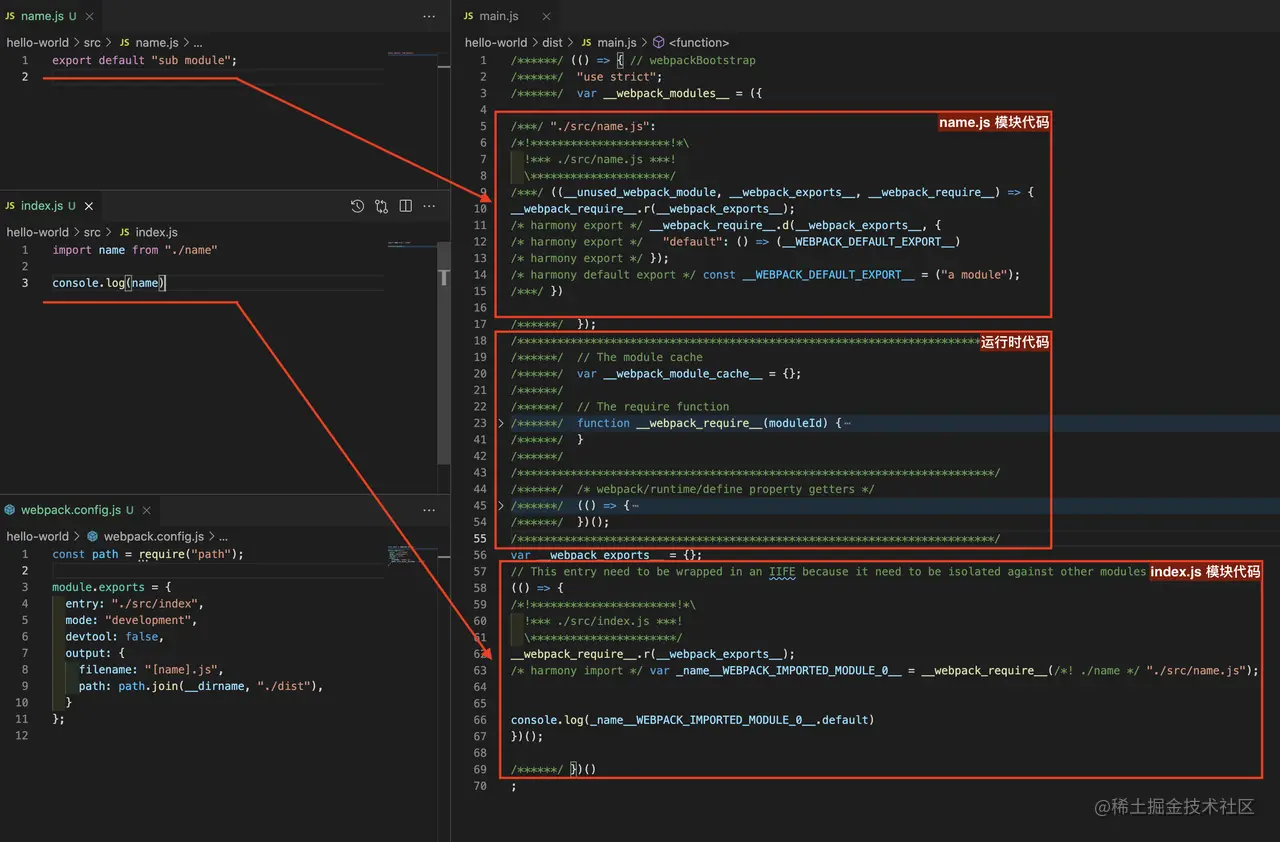 JS name.js U
hello-world > src > JS name.js > ...
1 export default "sub module";
2
JS index.js U
hello-world > src > JS index.js
1 import name from "./name"
2
3 console.log(name)
webpack.config.js U
hello-world > webpack.config.js > ...
1 const path = require("path");
2
3 module.exports = {
4 entry: "./src/index",
5 mode: "development",
6 devtool: false,
7 output: {
8 filename: "[name].js",
9 path: path.join(__dirname, "./dist"),
10 }
11 };
12
JS main.js
hello-world > dist > JS main.js > <function>
1 /******/ (() => { // webpackBootstrap
2 /******/ "use strict";
3 /******/ var __webpack_modules__ = ({
4
name.js 模块代码
5 /***/ "./src/name.js":
6 /*!*********************!*\
7 !*** ./src/name.js ***!
8 \*********************/
9 /***/ ((__unused_webpack_module, __webpack_exports__, __webpack_require__) => {
10 __webpack_require__.r(__webpack_exports__);
11 /* harmony export */ __webpack_require__.d(__webpack_exports__, {
12 /* harmony export */ "default": () => (__WEBPACK_DEFAULT_EXPORT__)
13 /* harmony export */ });
14 /* harmony default export */ const __WEBPACK_DEFAULT_EXPORT__ = ("a module");
15 /***/ })
16
17 /******/ });
18 /************************************************************************
运行时代码
19 /******/ // The module cache
20 /******/ var __webpack_module_cache__ = {};
21 /******/
22 /******/ // The require function
23 /******/ function __webpack_require__(moduleId) {⋯
41 /******/ }
42 /******/
43 /************************************************************************/
44 /******/ /* webpack/runtime/define property getters */
45 /******/ (() => {⋯
54 /******/ })();
55 /************************************************************************/
56 var __webpack_exports__ = {};
57 // This entry need to be wrapped in an IIFE because it need to be isolated against other modules
index.js 模块代码
58 (() => {
59 /*!**********************!*\
60 !*** ./src/index.js ***!
61 \**********************/
62 __webpack_require__.r(__webpack_exports__);
63 /* harmony import */ var _name__WEBPACK_IMPORTED_MODULE_0__ = __webpack_require__(/*! ./name */ "./src/name.js");
64
65
66 console.log(_name__WEBPACK_IMPORTED_MODULE_0__.default)
67 })();
68
69 /******/ })()
70 ;
@稀土掘金技术社区